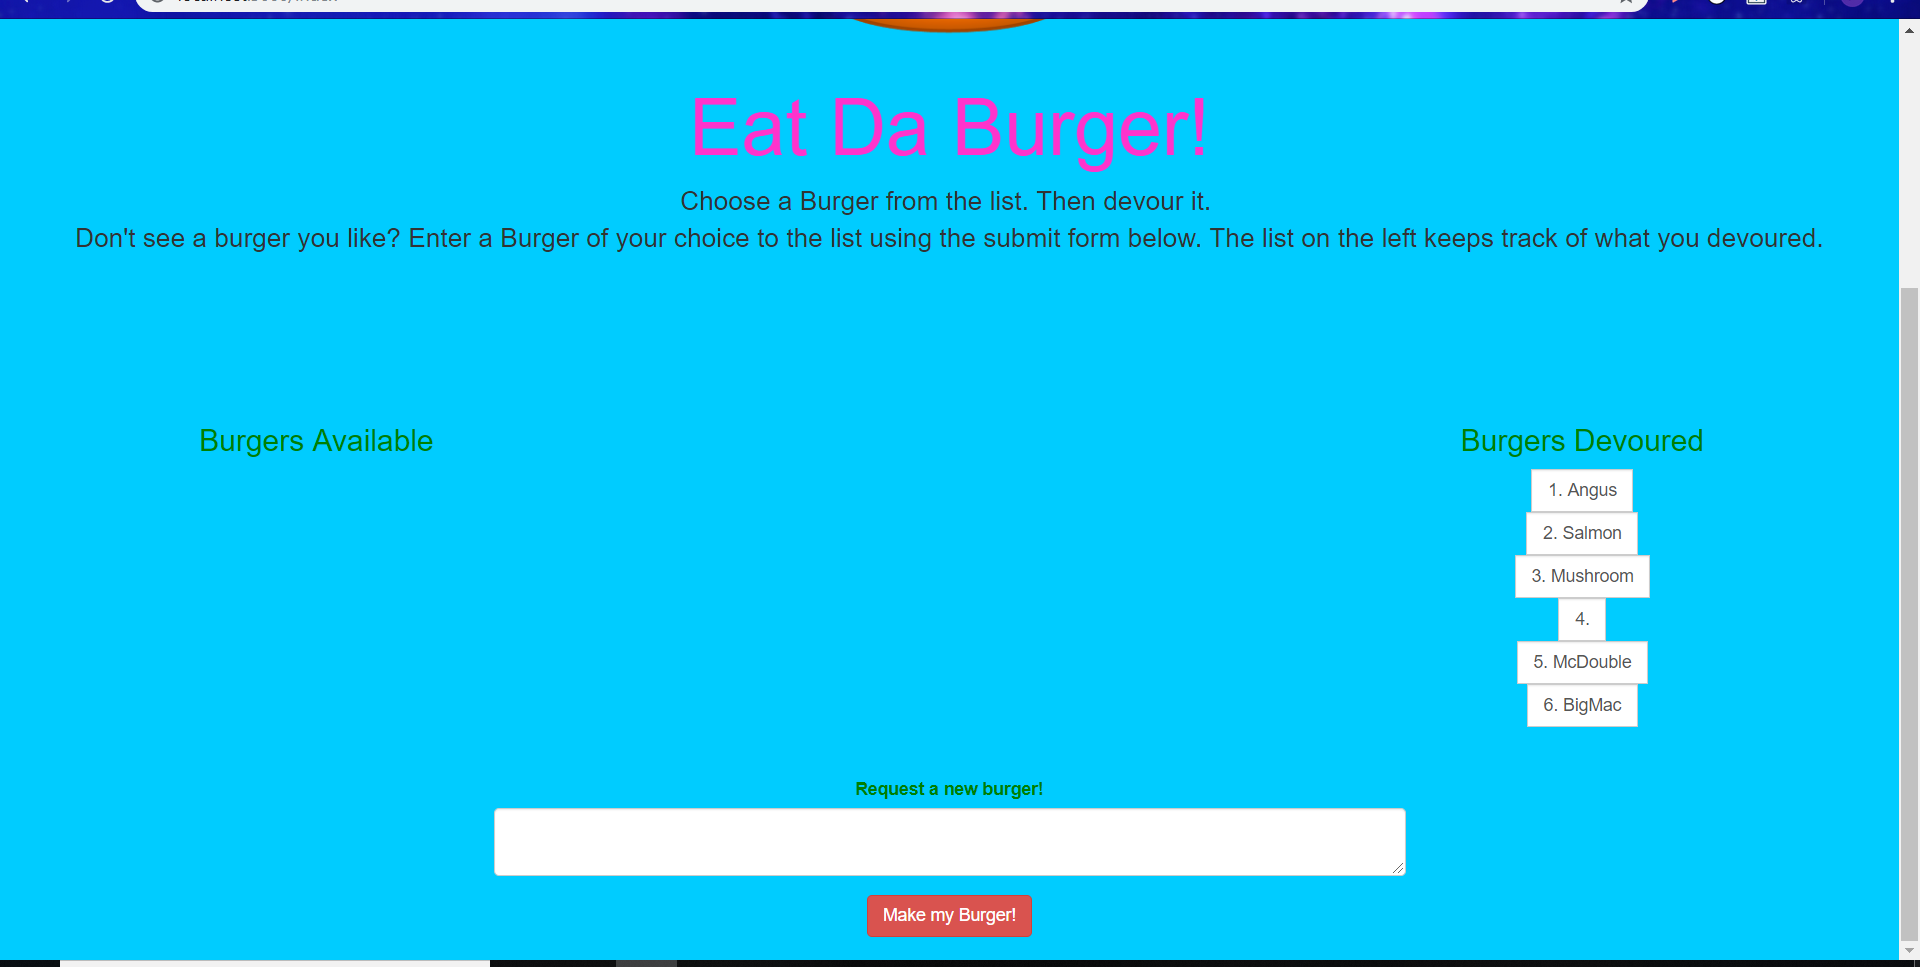 Eat Da Burger!
Choose a Burger from the list. Then devour it.
Don't see a burger you like? Enter a Burger of your choice to the list using the submit form below. The list on the left keeps track of what you devoured.
Burgers Available
Burgers Devoured
1. Angus
2. Salmon
3. Mushroom
4.
5. McDouble
6. BigMac
Request a new burger!
Make my Burger!